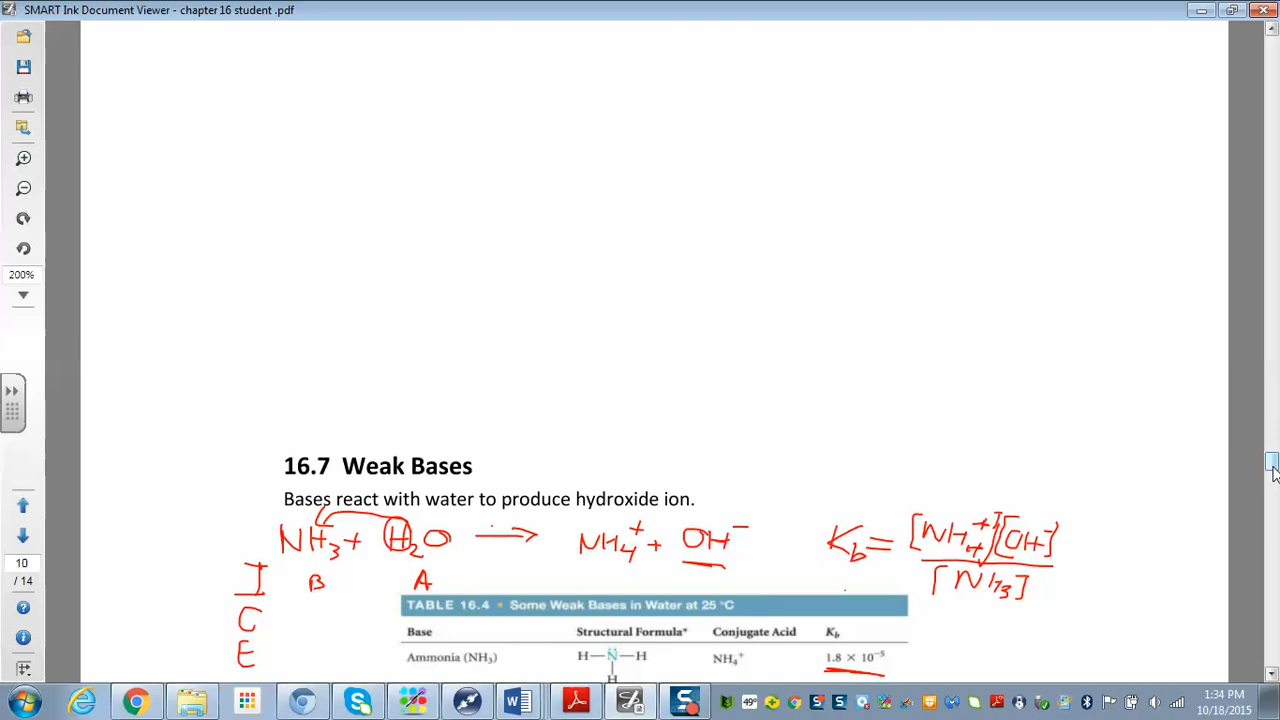 SMART Ink Document Viewer - chapter 16 student .pdf
200%
10
/ 14
16.7 Weak Bases
Bases react with water to produce hydroxide ion.
NH₃ + H₂O → NH₄⁺ + OH⁻ K_b = [NH₄⁺][OH⁻] / [NH₃]
I B A
C
E
TABLE 16.4 • Some Weak Bases in Water at 25 °C
Base Structural Formula* Conjugate Acid K_b
Ammonia (NH₃) H—N̈—H NH₄⁺ 1.8 × 10⁻⁵
H
49°
1:34 PM
10/18/2015